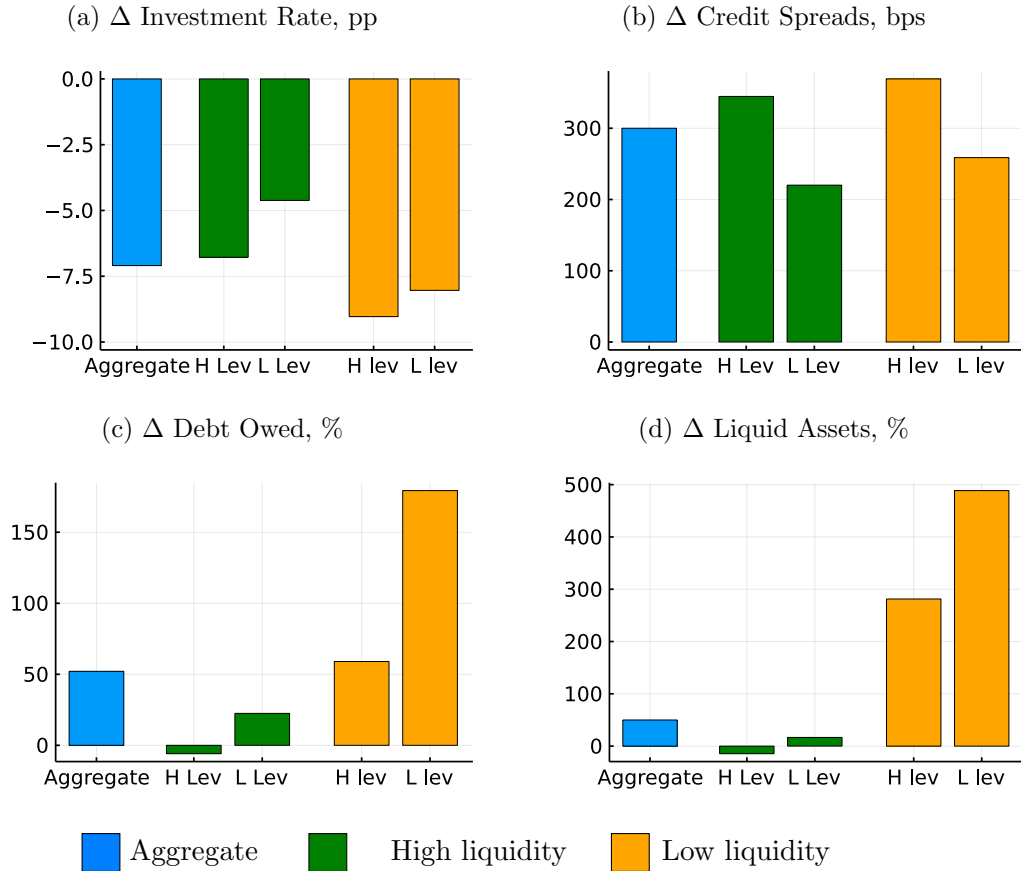 (a) Δ Investment Rate, pp
(b) Δ Credit Spreads, bps
0.0
−2.5
−5.0
−7.5
−10.0
Aggregate H Lev L Lev H lev L lev
300
200
100
0
Aggregate H Lev L Lev H lev L lev
(c) Δ Debt Owed, %
(d) Δ Liquid Assets, %
150
100
50
0
Aggregate H Lev L Lev H lev L lev
500
400
300
200
100
0
Aggregate H Lev L Lev H lev L lev
Aggregate High liquidity Low liquidity